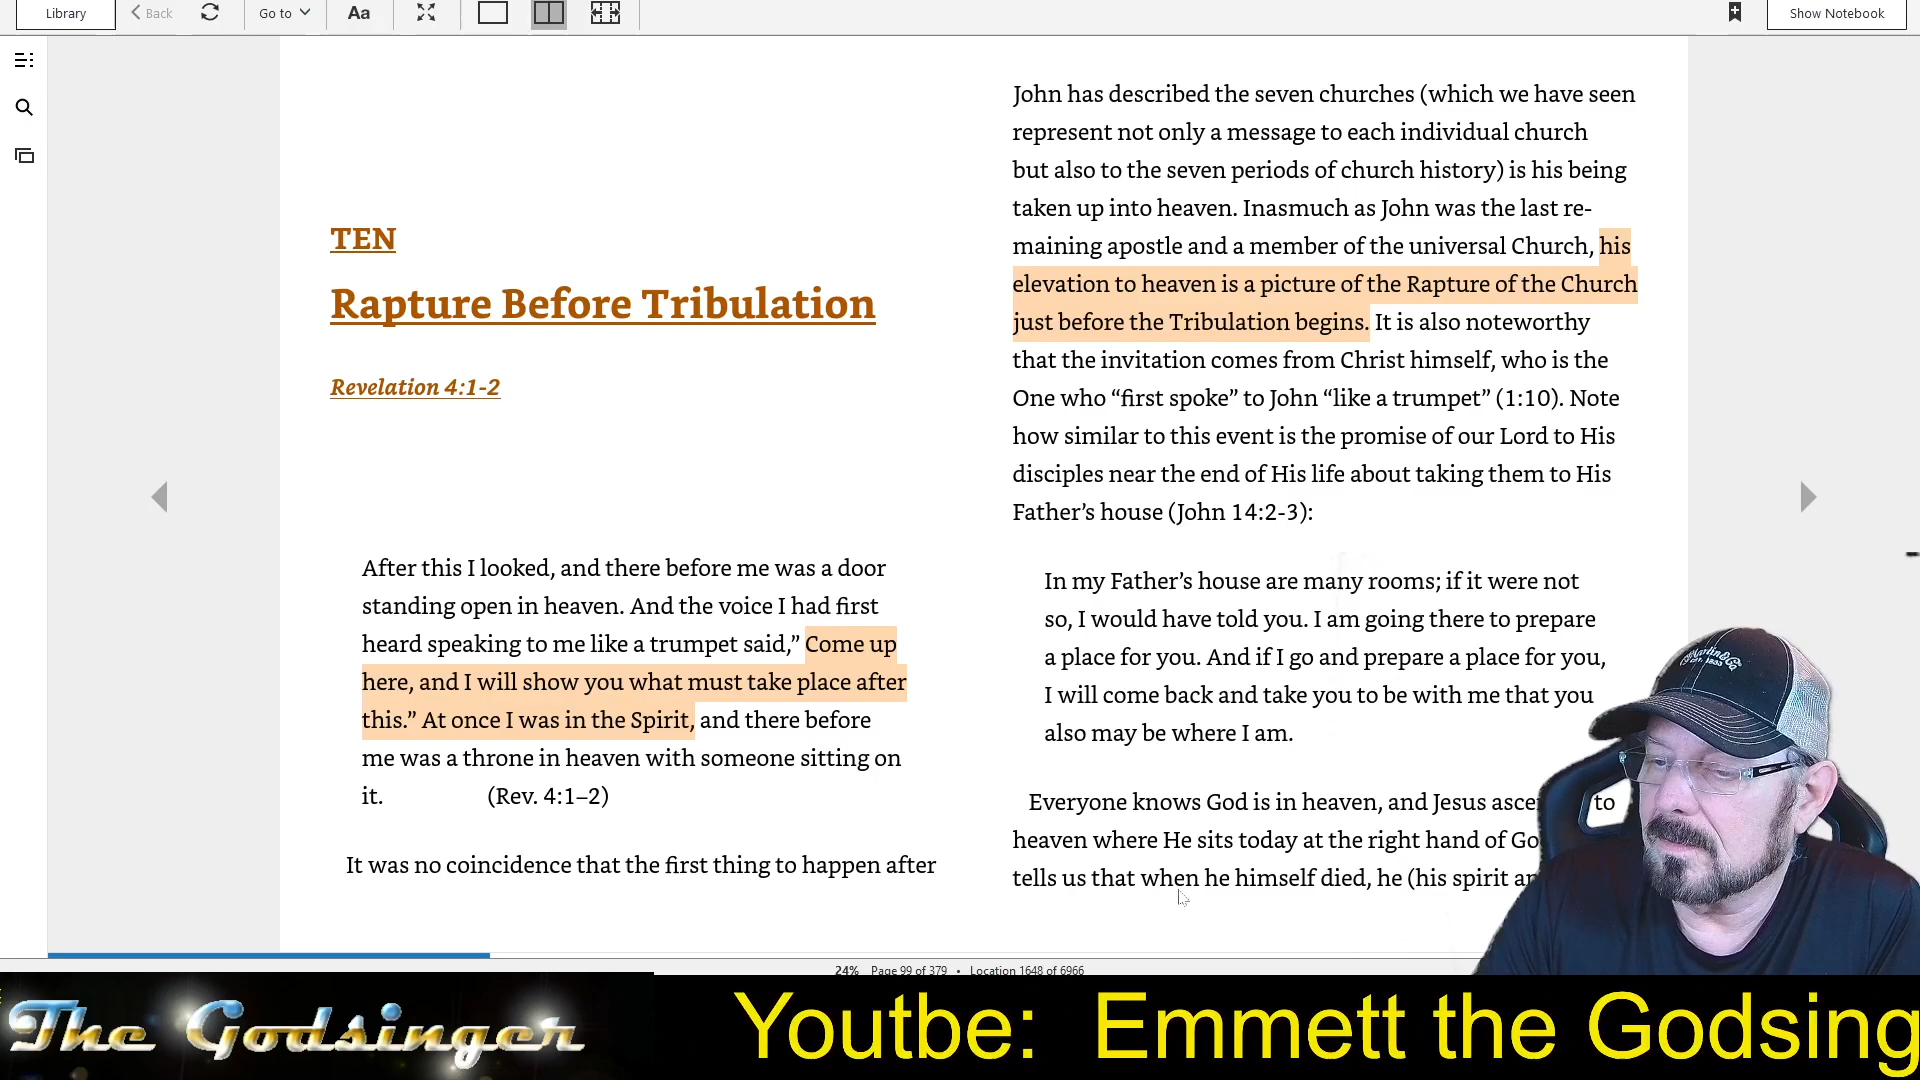 Library
Back
Go to
Aa
Show Notebook
TEN
Rapture Before Tribulation
Revelation 4:1-2
After this I looked, and there before me was a door
standing open in heaven. And the voice I had first
heard speaking to me like a trumpet said,” Come up
here, and I will show you what must take place after
this.” At once I was in the Spirit, and there before
me was a throne in heaven with someone sitting on
it. (Rev. 4:1–2)
It was no coincidence that the first thing to happen after
John has described the seven churches (which we have seen
represent not only a message to each individual church
but also to the seven periods of church history) is his being
taken up into heaven. Inasmuch as John was the last re-
maining apostle and a member of the universal Church, his
elevation to heaven is a picture of the Rapture of the Church
just before the Tribulation begins. It is also noteworthy
that the invitation comes from Christ himself, who is the
One who “first spoke” to John “like a trumpet” (1:10). Note
how similar to this event is the promise of our Lord to His
disciples near the end of His life about taking them to His
Father’s house (John 14:2-3):
In my Father’s house are many rooms; if it were not
so, I would have told you. I am going there to prepare
a place for you. And if I go and prepare a place for you,
I will come back and take you to be with me that you
also may be where I am.
Everyone knows God is in heaven, and Jesus asce to
heaven where He sits today at the right hand of Go
tells us that when he himself died, he (his spirit an
24% Page 99 of 379 • Location 1648 of 6966
The Godsinger
Youtbe: Emmett the Godsing